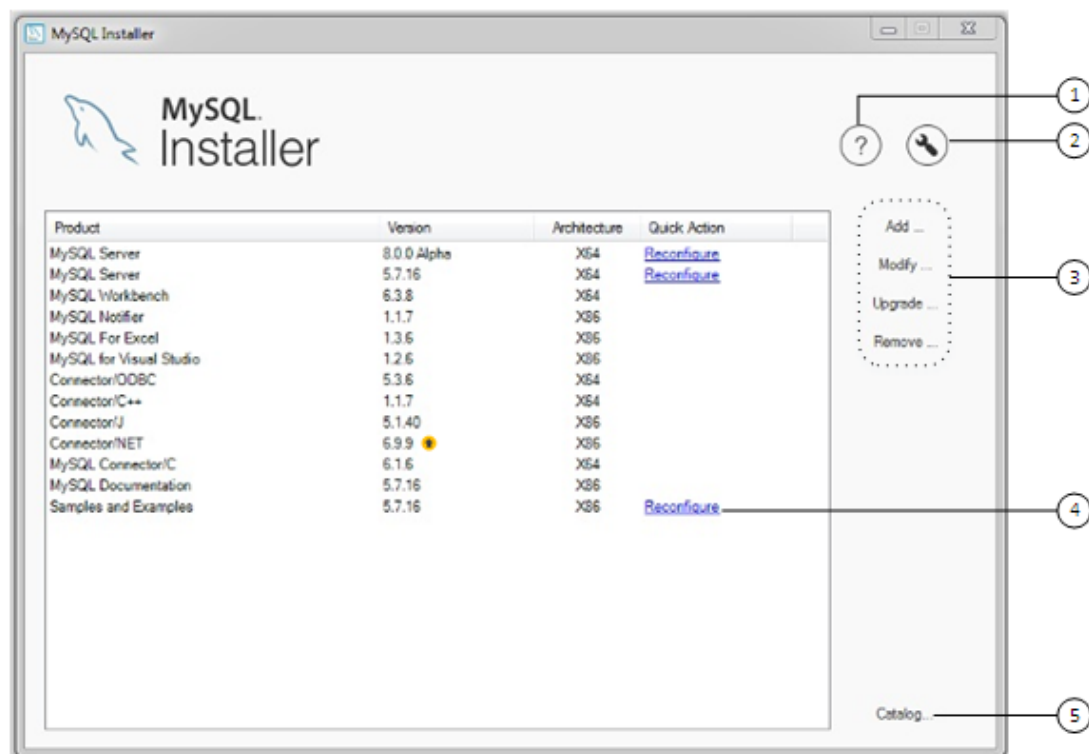 MySQL Installer
MySQL.
Installer
1
?
2
Product Version Architecture Quick Action
MySQL Server 8.0.0 Alpha X64 Reconfigure
MySQL Server 5.7.16 X64 Reconfigure
MySQL Workbench 6.3.8 X64
MySQL Notifier 1.1.7 X86
MySQL For Excel 1.3.6 X86
MySQL for Visual Studio 1.2.6 X86
Connector/ODBC 5.3.6 X64
Connector/C++ 1.1.7 X64
Connector/J 5.1.40 X86
Connector/NET 6.9.9 X86
MySQL Connector/C 6.1.6 X64
MySQL Documentation 5.7.16 X86
Samples and Examples 5.7.16 X86 Reconfigure
Add ...
Modify ...
Upgrade ...
Remove ...
3
4
Catalog...
5